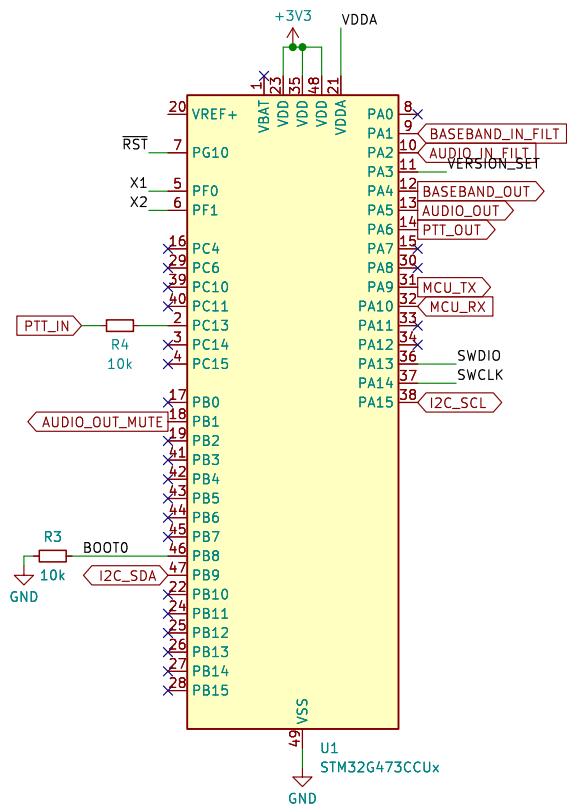 +3V3
VDDA
1 23 35 48 21
VBAT VDD VDD VDD VDDA
20 VREF+ PA0 8
PA1 9 BASEBAND_IN_FILT
RST 7 PG10 PA2 10 AUDIO_IN_FILT
PA3 11 VERSION_SET
X1 5 PF0 PA4 12 BASEBAND_OUT
X2 6 PF1 PA5 13 AUDIO_OUT
PA6 14 PTT_OUT
16 PC4 PA7 15
29 PC6 PA8 30
39 PC10 PA9 31 MCU_TX
40 PC11 PA10 32 MCU_RX
PTT_IN 2 PC13 PA11 33
R4
3 PC14 PA12 34
10k
4 PC15 PA13 36 SWDIO
PA14 37 SWCLK
17 PB0 PA15 38 I2C_SCL
AUDIO_OUT_MUTE 18 PB1
19 PB2
41 PB3
42 PB4
43 PB5
44 PB6
45 PB7
R3
BOOT0 46 PB8
10k
I2C_SDA 47 PB9
GND
22 PB10
24 PB11
25 PB12
26 PB13
27 PB14
28 PB15
VSS
49
U1
STM32G473CCUx
GND